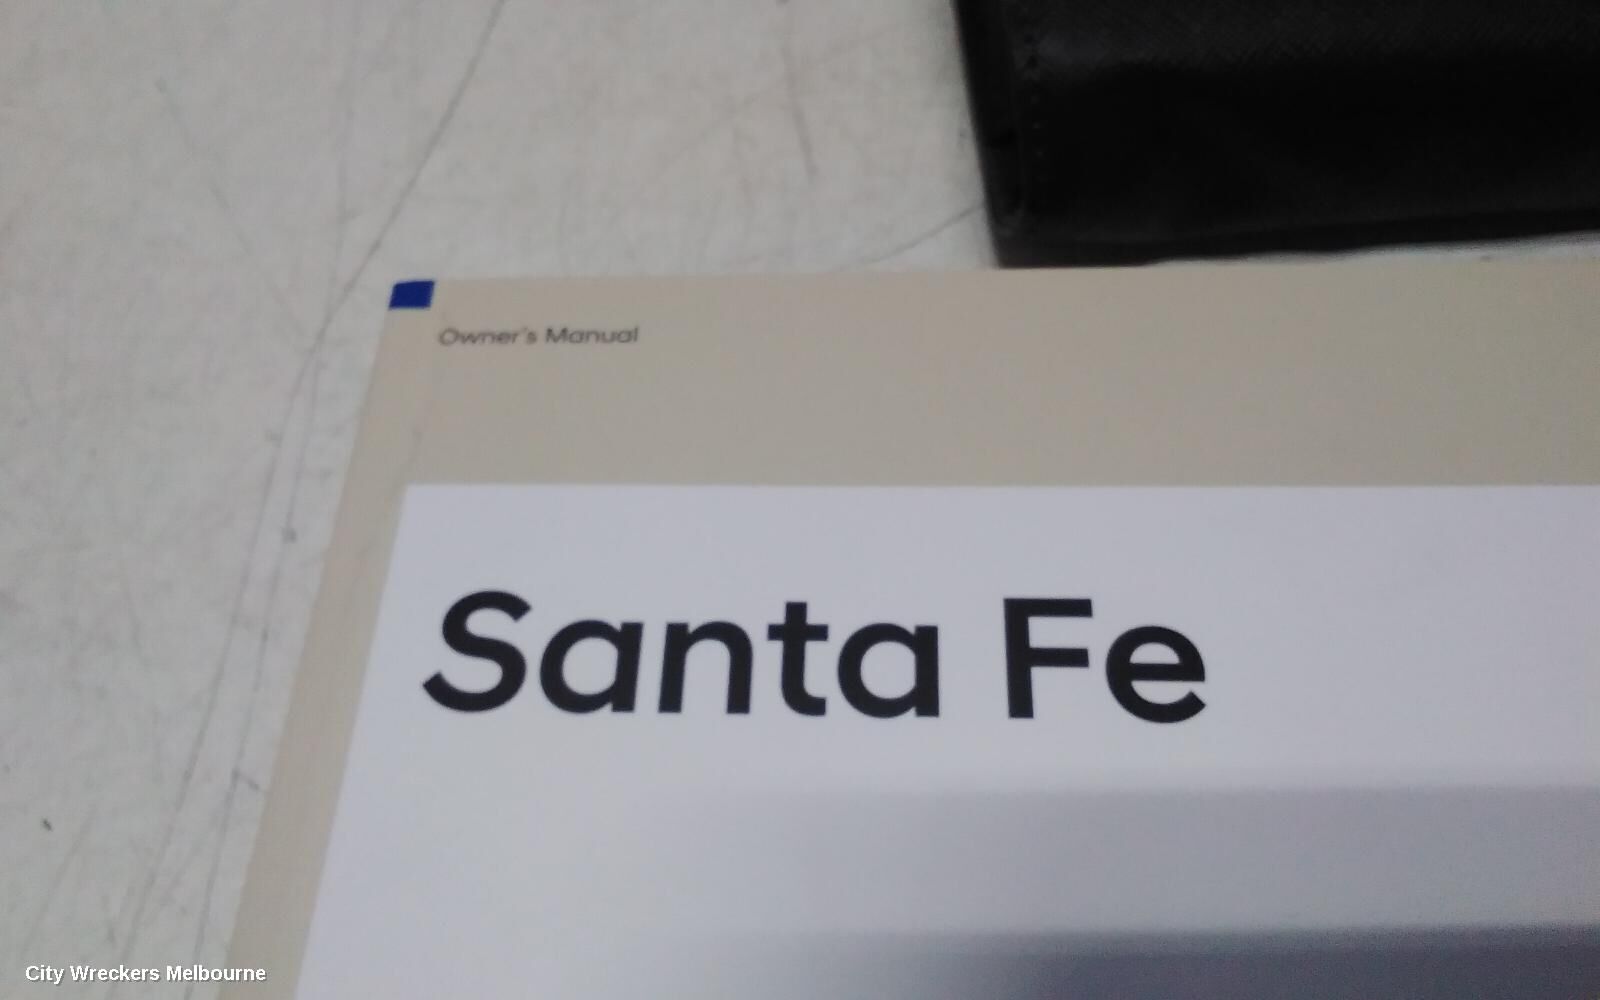 Owner's Manual
Santa Fe
City Wreckers Melbourne